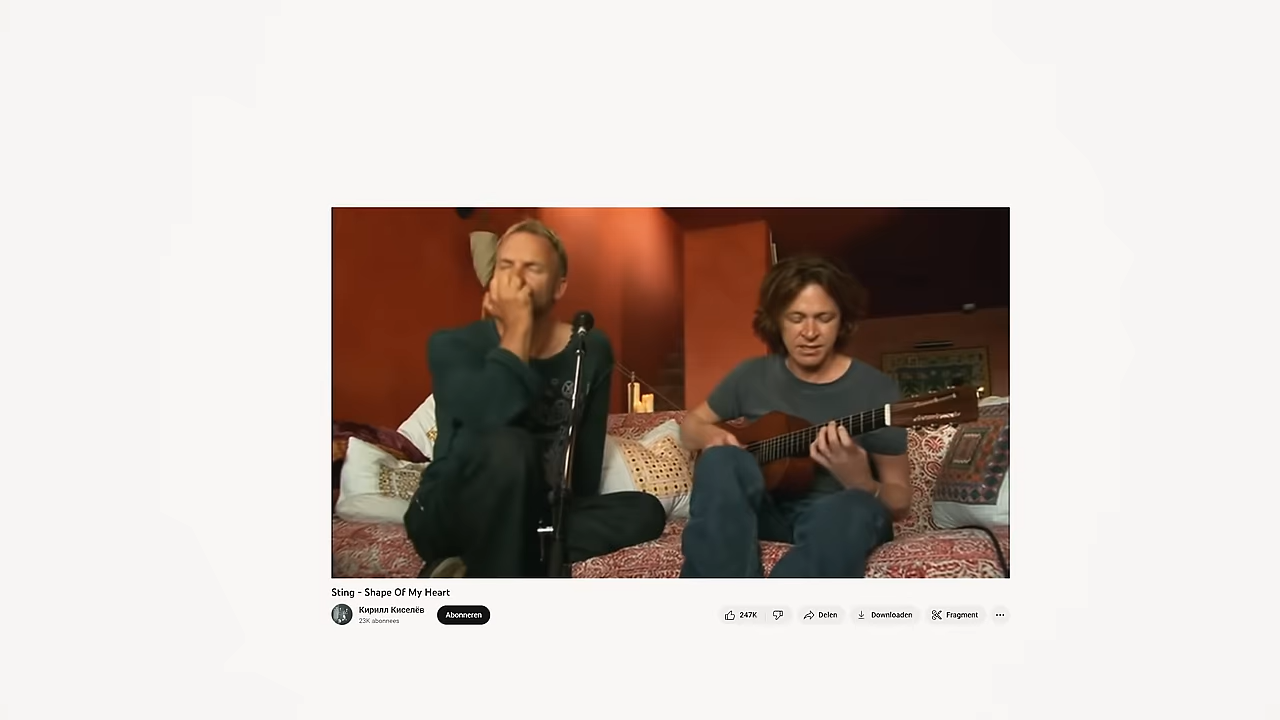 Sting - Shape Of My Heart
Кирилл Киселёв
23K abonnees
Abonneren
247K
Delen
Downloaden
Fragment